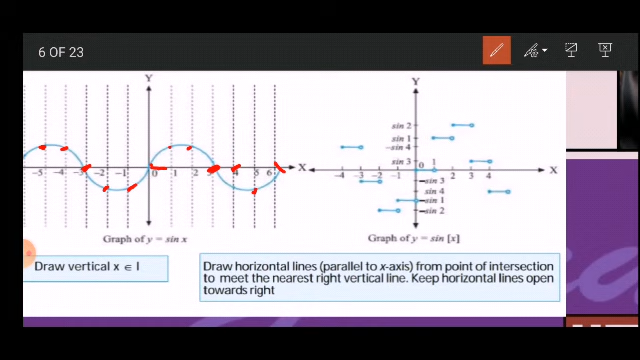 6 OF 23
Y
-5 -4 -3 -2 -1 0 1 2 3 4 5 6
X
Graph of y = sin x
Y
sin 2
sin 1
-sin 4
sin 3
-4 -3 -2 0 1 2 3 4
X
-sin 3
sin 4
-sin 1
-sin 2
Graph of y = sin [x]
Draw vertical x ∈ I
Draw horizontal lines (parallel to x-axis) from point of intersection
to meet the nearest right vertical line. Keep horizontal lines open
towards right